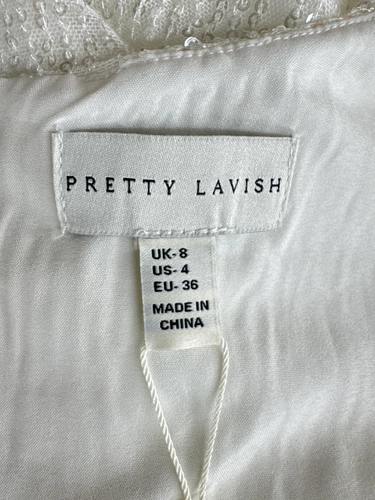 PRETTY LAVISH
UK- 8
US- 4
EU- 36
MADE IN
CHINA